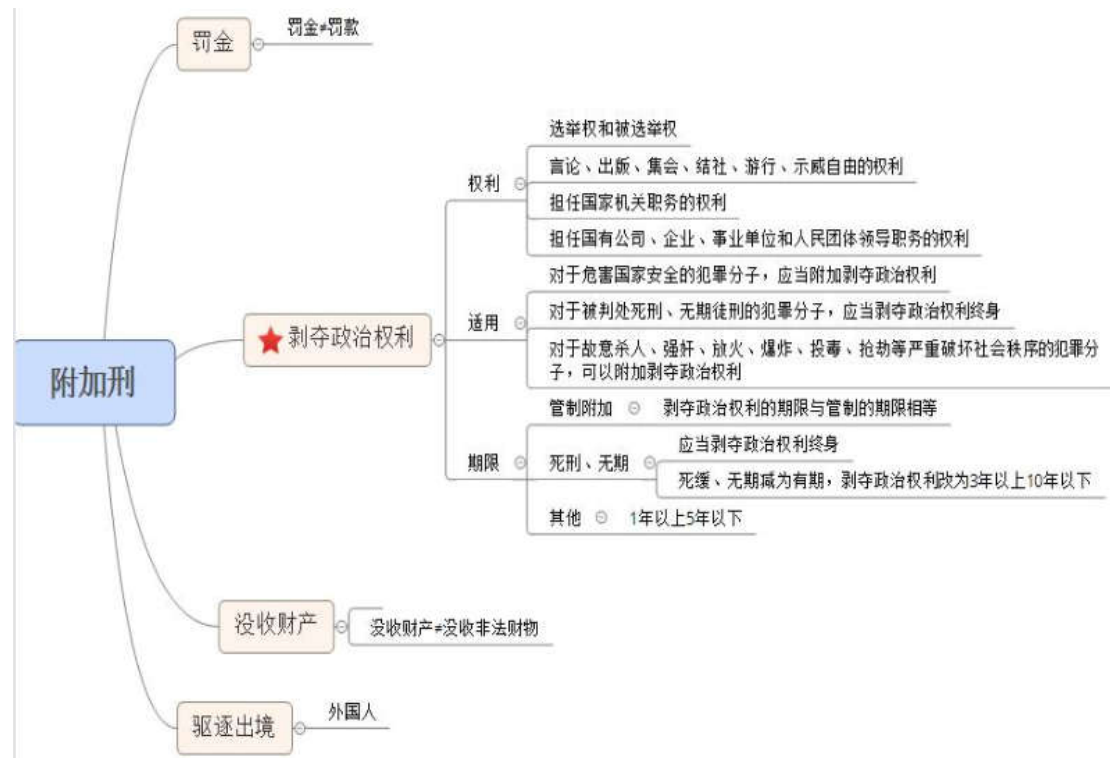 附加刑
罚金
罚金≠罚款
剥夺政治权利
权利
选举权和被选举权
言论、出版、集会、结社、游行、示威自由的权利
担任国家机关职务的权利
担任国有公司、企业、事业单位和人民团体领导职务的权利
适用
对于危害国家安全的犯罪分子，应当附加剥夺政治权利
对于被判处死刑、无期徒刑的犯罪分子，应当剥夺政治权利终身
对于故意杀人、强奸、放火、爆炸、投毒、抢劫等严重破坏社会秩序的犯罪分
子，可以附加剥夺政治权利
期限
管制附加
剥夺政治权利的期限与管制的期限相等
死刑、无期
应当剥夺政治权利终身
死缓、无期减为有期，剥夺政治权利改为3年以上10年以下
其他
1年以上5年以下
没收财产
没收财产≠没收非法财物
驱逐出境
外国人